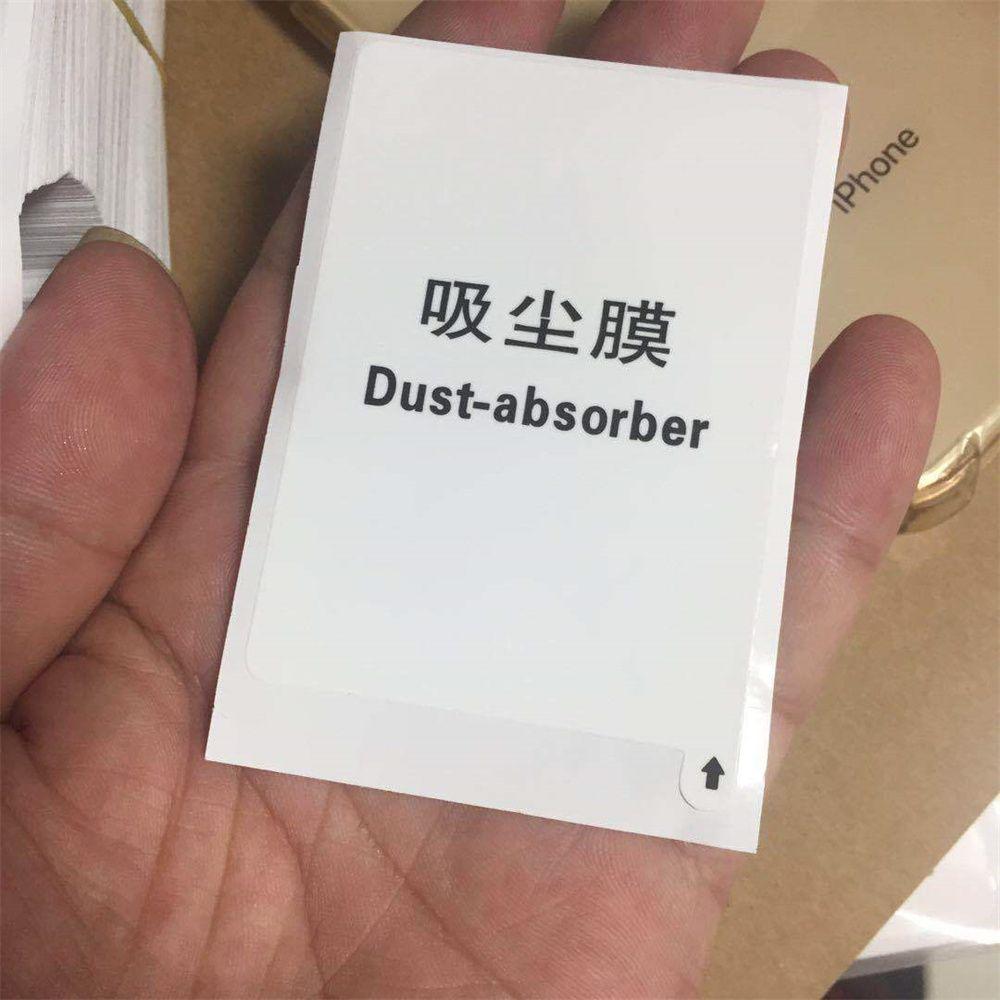 吸尘膜
Dust-absorber
iPhone